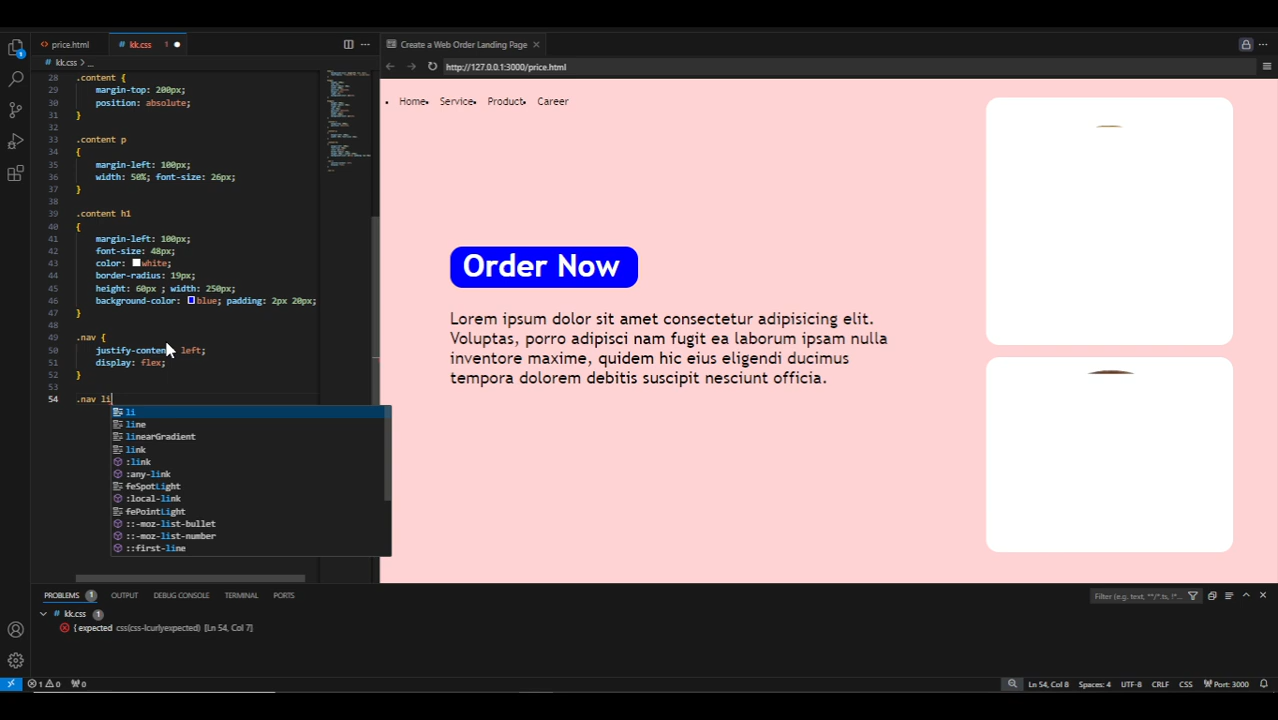 price.html
# kk.css 1
Create a Web Order Landing Page
1
# kk.css > ...
http://127.0.0.1:3000/price.html
28 .content {
29 margin-top: 200px;
30 position: absolute;
31 }
32
33 .content p
34 {
35 margin-left: 100px;
36 width: 50%; font-size: 26px;
37 }
38
39 .content h1
40 {
41 margin-left: 100px;
42 font-size: 48px;
43 color: white;
44 border-radius: 19px;
45 height: 60px ; width: 250px;
46 background-color: blue; padding: 2px 20px;
47 }
48
49 .nav {
50 justify-conten left;
51 display: flex;
52 }
53
54 .nav li
li
line
linearGradient
link
:link
:any-link
feSpotLight
:local-link
fePointLight
::-moz-list-bullet
::-moz-list-number
::first-line
Home Service Product Career
Order Now
Lorem ipsum dolor sit amet consectetur adipisicing elit.
Voluptas, porro adipisci nam fugit ea laborum ipsam nulla
inventore maxime, quidem hic eius eligendi ducimus
tempora dolorem debitis suscipit nesciunt officia.
PROBLEMS 1 OUTPUT DEBUG CONSOLE TERMINAL PORTS
Filter (e.g. text, **/*.ts, !*...
# kk.css 1
{ expected css(css-lcurlyexpected) [Ln 54, Col 7]
1 0 0
Ln 54, Col 8 Spaces: 4 UTF-8 CRLF CSS Port: 3000